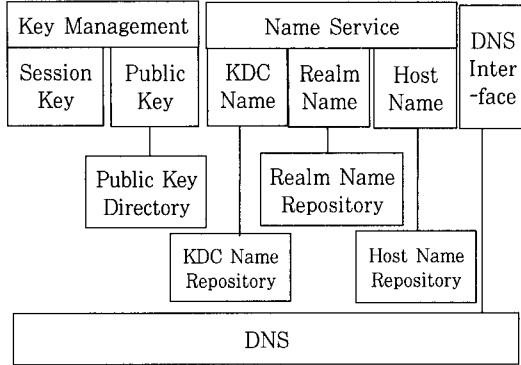 Key Management
Name Service
DNS
Inter
-face
Session
Key
Public
Key
KDC
Name
Realm
Name
Host
Name
Public Key
Directory
Realm Name
Repository
KDC Name
Repository
Host Name
Repository
DNS